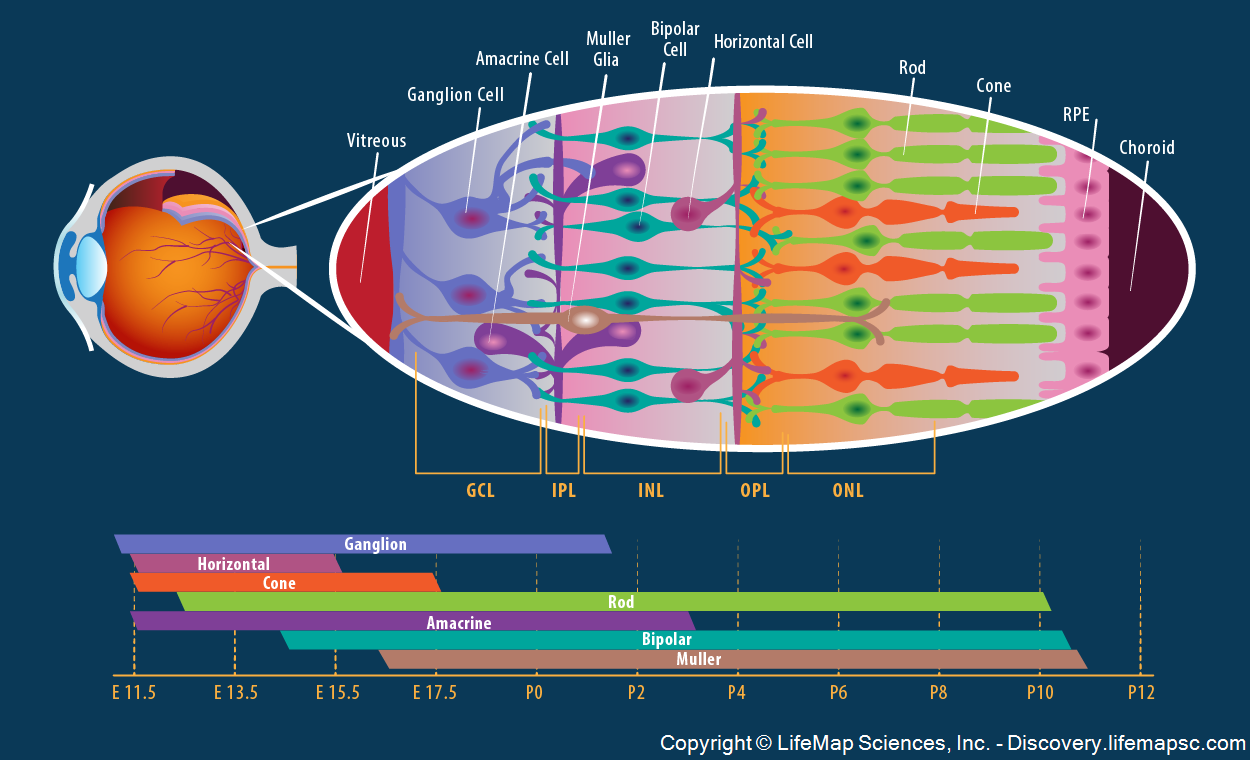 Vitreous
Ganglion Cell
Amacrine Cell
Muller
Glia
Bipolar
Cell
Horizontal Cell
Rod
Cone
RPE
Choroid
GCL
IPL
INL
OPL
ONL
Ganglion
Horizontal
Cone
Rod
Amacrine
Bipolar
Muller
E 11.5
E 13.5
E 15.5
E 17.5
P0
P2
P4
P6
P8
P10
P12
Copyright © LifeMap Sciences, Inc. - Discovery.lifemapsc.com